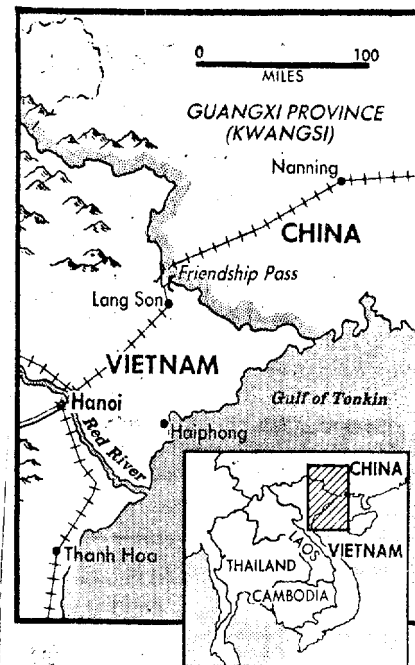 0 100
MILES
GUANGXI PROVINCE
(KWANGSI)
Nanning
CHINA
Friendship Pass
Lang Son
VIETNAM
Gulf of Tonkin
Hanoi
Red River
Haiphong
Thanh Hoa
CHINA
LAOS
VIETNAM
THAILAND
CAMBODIA